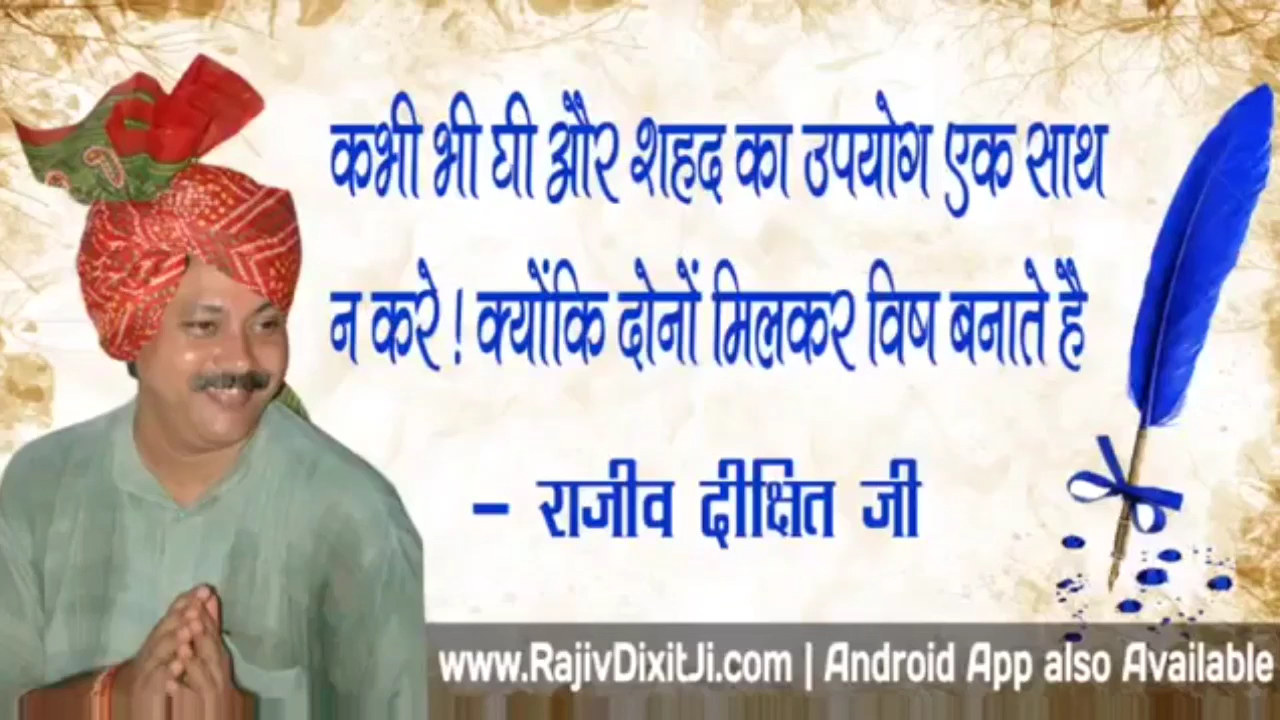 कभी भी घी और शहद का उपयोग एक साथ
न करे ! क्योंकि दोनों मिलकर विष बनाते है
– राजीव दीक्षित जी
www.RajivDixitJi.com | Android App also Available